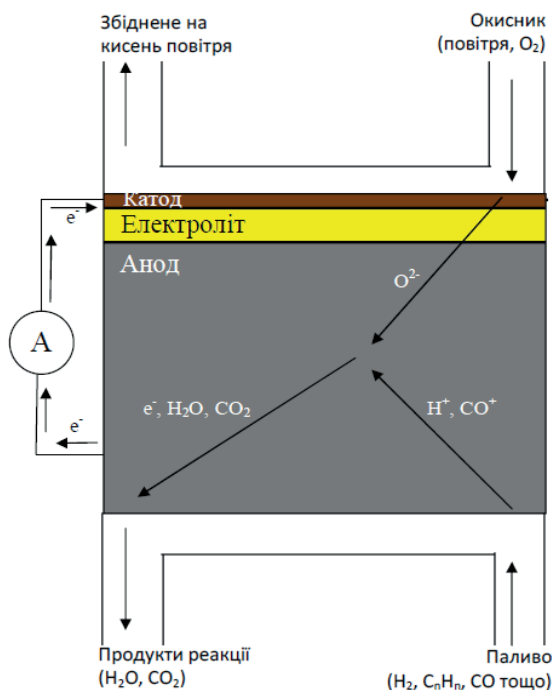 Збіднене на
кисень повітря
Окисник
(повітря, O₂)
Катод
e⁻
Електроліт
Анод
O²⁻
A
e⁻, H₂O, CO₂
H⁺, CO⁺
e⁻
Продукти реакції
(H₂O, CO₂)
Паливо
(H₂, CₙHₙ, CO тощо)